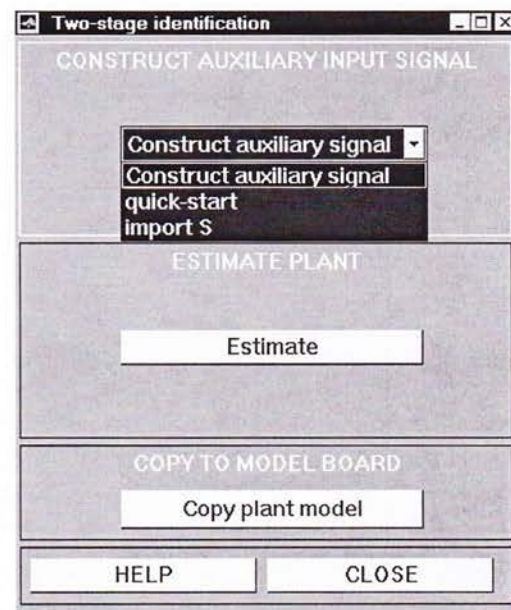 Two-stage identification
CONSTRUCT AUXILIARY INPUT SIGNAL
Construct auxiliary signal
Construct auxiliary signal
quick-start
import S
ESTIMATE PLANT
Estimate
COPY TO MODEL BOARD
Copy plant model
HELP CLOSE